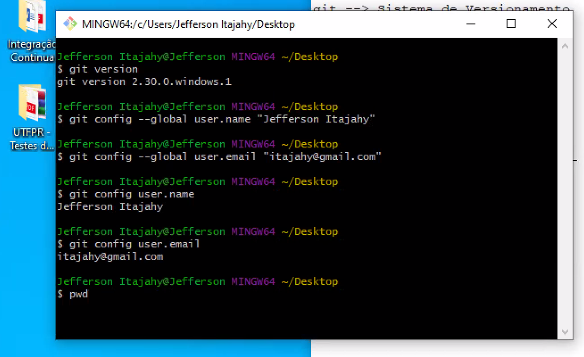 git --> Sistema de Versionamento
MINGW64:/c/Users/Jefferson Itajahy/Desktop
Integração
Continua
UTFPR -
Testes d...
Jefferson Itajahy@Jefferson MINGW64 ~/Desktop
$ git version
git version 2.30.0.windows.1
Jefferson Itajahy@Jefferson MINGW64 ~/Desktop
$ git config --global user.name "Jefferson Itajahy"
Jefferson Itajahy@Jefferson MINGW64 ~/Desktop
$ git config --global user.email "itajahy@gmail.com"
Jefferson Itajahy@Jefferson MINGW64 ~/Desktop
$ git config user.name
Jefferson Itajahy
Jefferson Itajahy@Jefferson MINGW64 ~/Desktop
$ git config user.email
itajahy@gmail.com
Jefferson Itajahy@Jefferson MINGW64 ~/Desktop
$ pwd